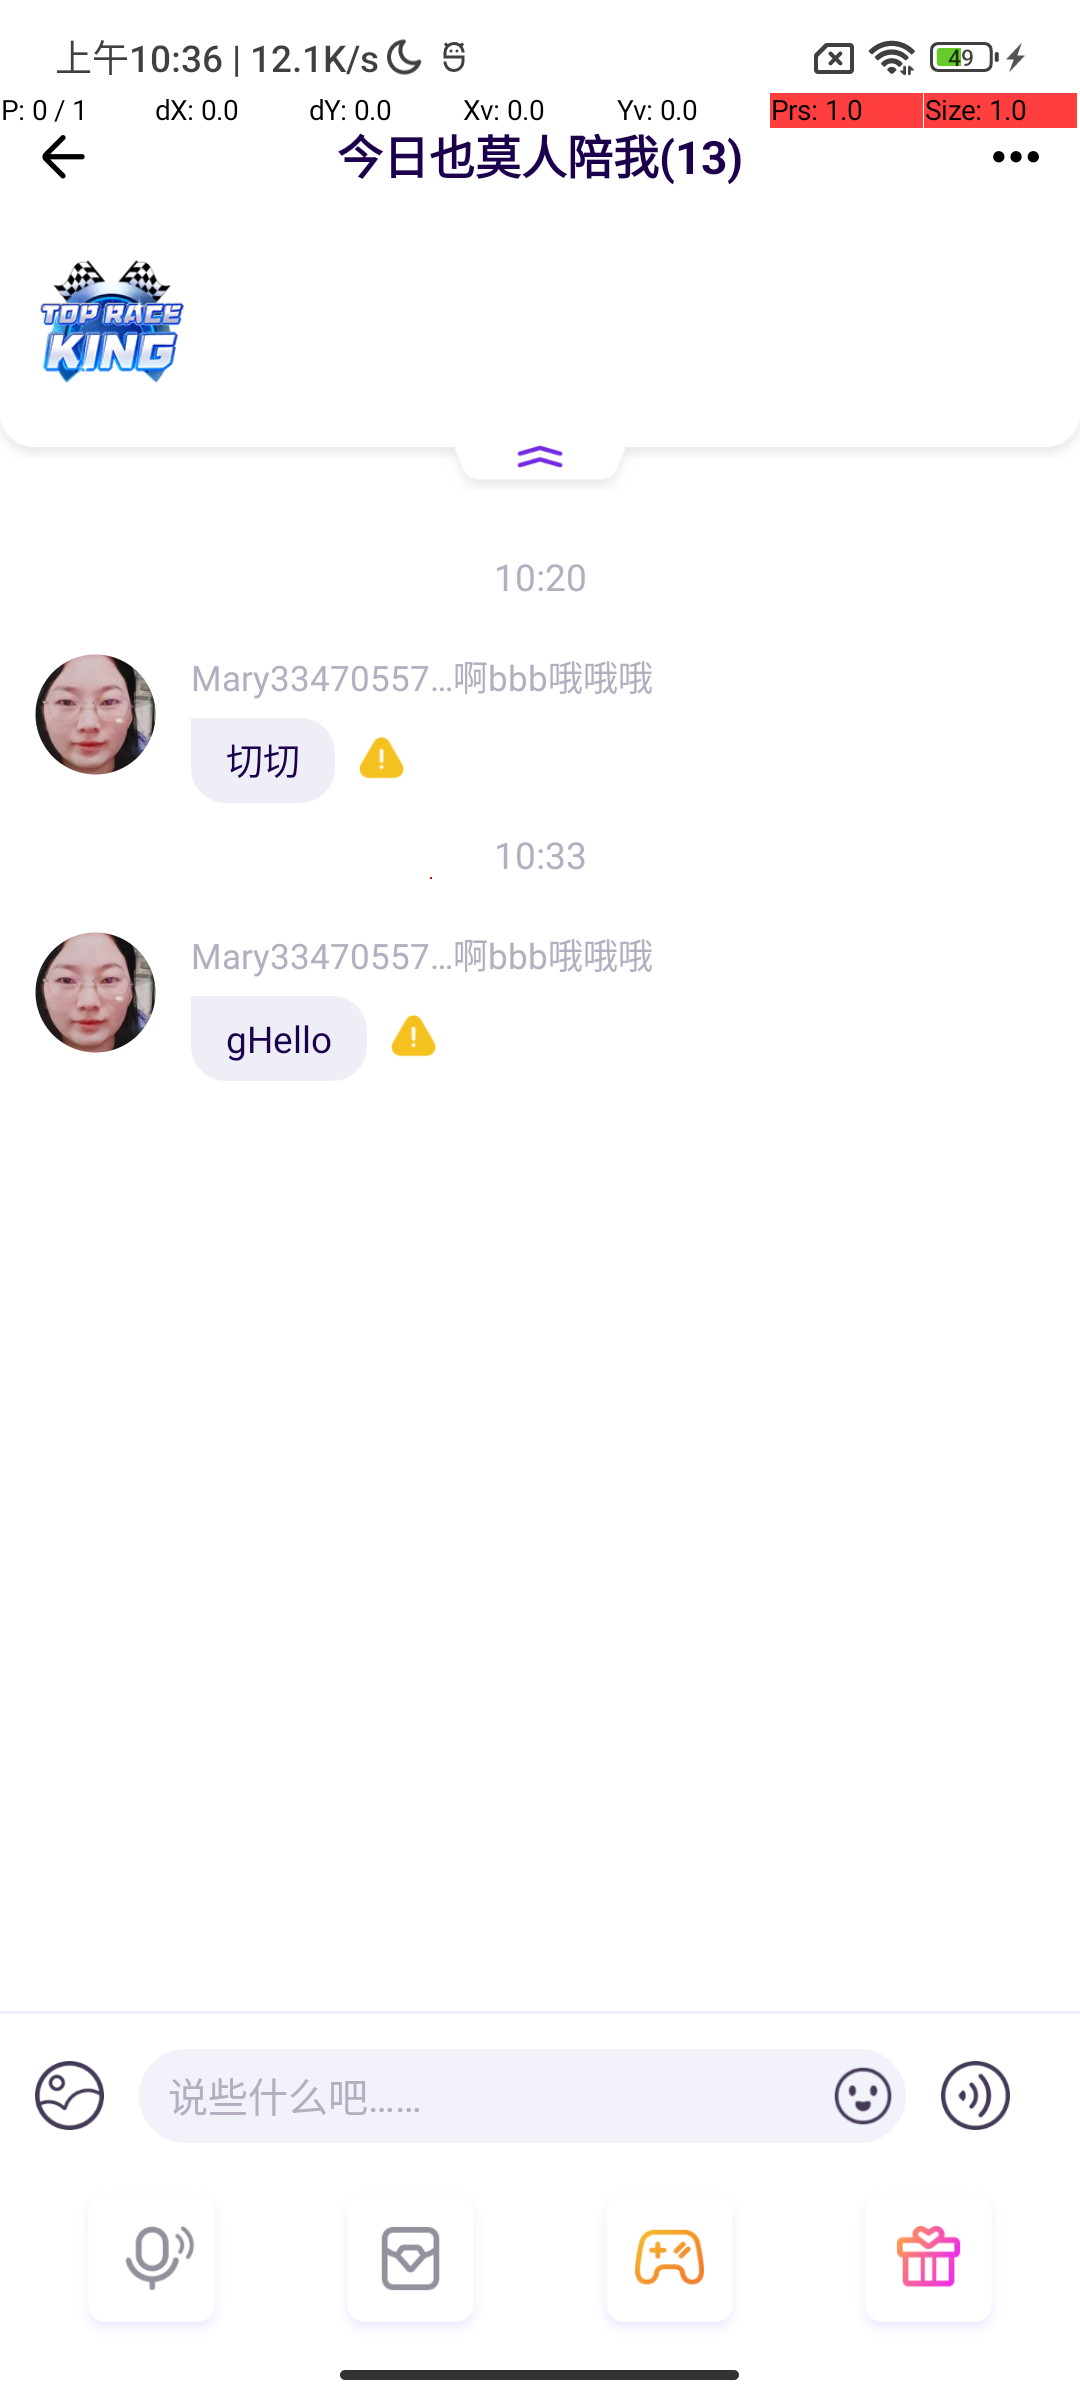 上午10:36 | 12.1K/s
49
P: 0 / 1
dX: 0.0
dY: 0.0
Xv: 0.0
Yv: 0.0
Prs: 1.0
Size: 1.0
今日也莫人陪我(13)
TOP RACE
KING
10:20
Mary33470557...啊bbb哦哦哦
切切
10:33
Mary33470557...啊bbb哦哦哦
gHello
说些什么吧......